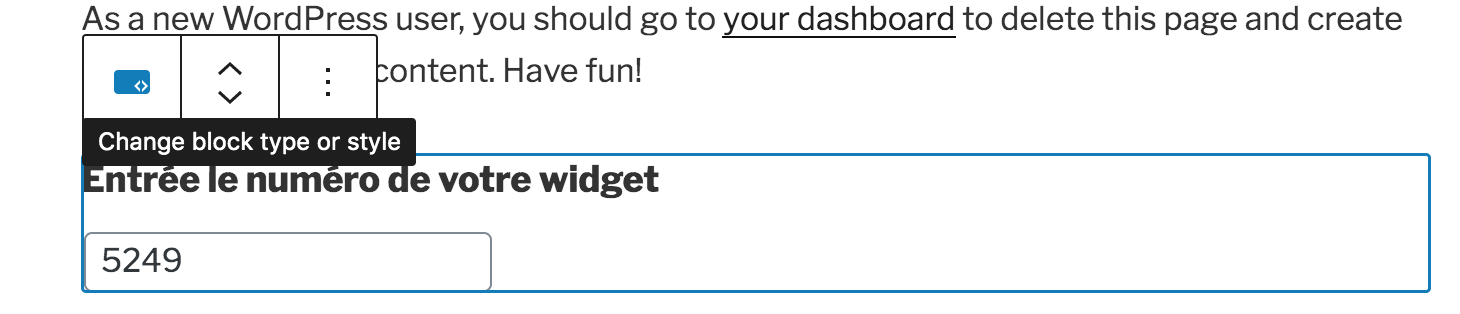 As a new WordPress user, you should go to your dashboard to delete this page and create
content. Have fun!
Change block type or style
Entrée le numéro de votre widget
5249